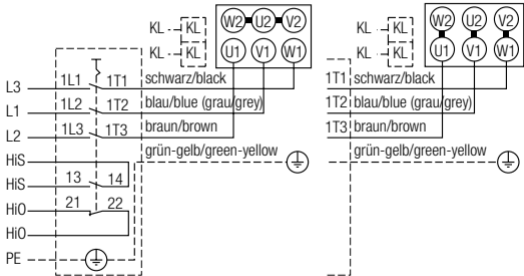 KL KL W2 U2 V2
KL KL U1 V1 W1
L3 1L1 1T1 schwarz/black
L1 1L2 1T2 blau/blue (grau/grey)
L2 1L3 1T3 braun/brown
HiS grün-gelb/green-yellow
HiS 13 14
HiO 21 22
HiO
PE
KL KL W2 U2 V2
KL KL U1 V1 W1
1T1 schwarz/black
1T2 blau/blue (grau/grey)
1T3 braun/brown
grün-gelb/green-yellow